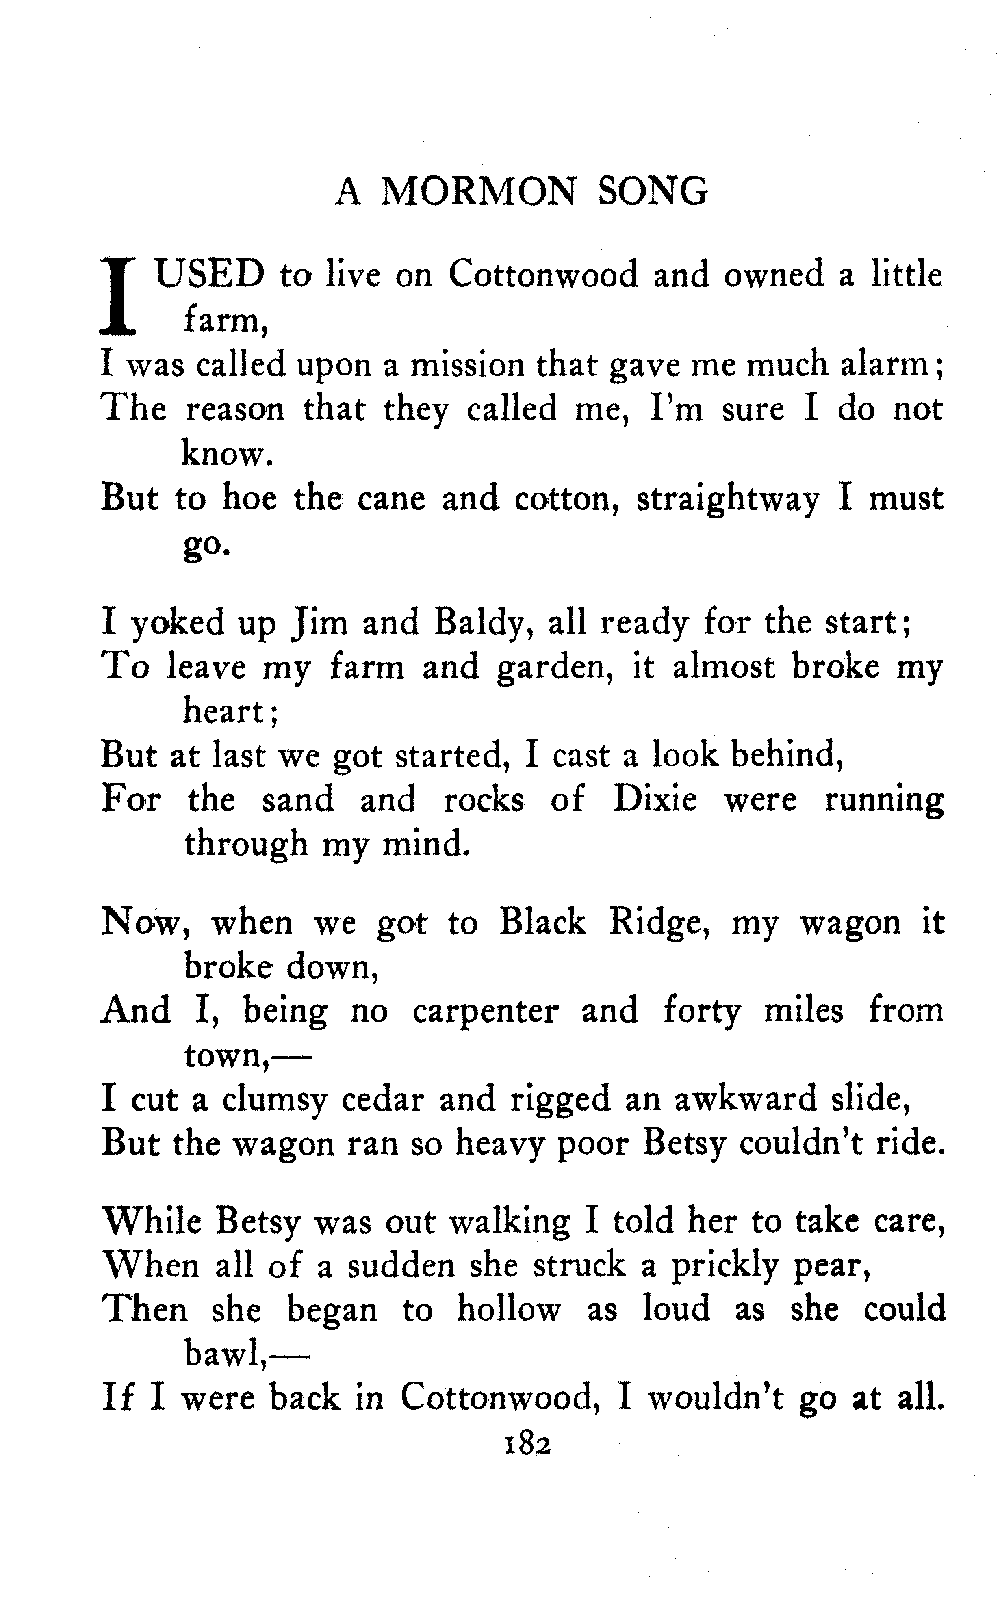 A MORMON SONG
I USED to live on Cottonwood and owned a little
farm,
I was called upon a mission that gave me much alarm;
The reason that they called me, I'm sure I do not
know.
But to hoe the cane and cotton, straightway I must
go.
I yoked up Jim and Baldy, all ready for the start;
To leave my farm and garden, it almost broke my
heart;
But at last we got started, I cast a look behind,
For the sand and rocks of Dixie were running
through my mind.
Now, when we got to Black Ridge, my wagon it
broke down,
And I, being no carpenter and forty miles from
town,—
I cut a clumsy cedar and rigged an awkward slide,
But the wagon ran so heavy poor Betsy couldn't ride.
While Betsy was out walking I told her to take care,
When all of a sudden she struck a prickly pear,
Then she began to hollow as loud as she could
bawl,—
If I were back in Cottonwood, I wouldn't go at all.
182